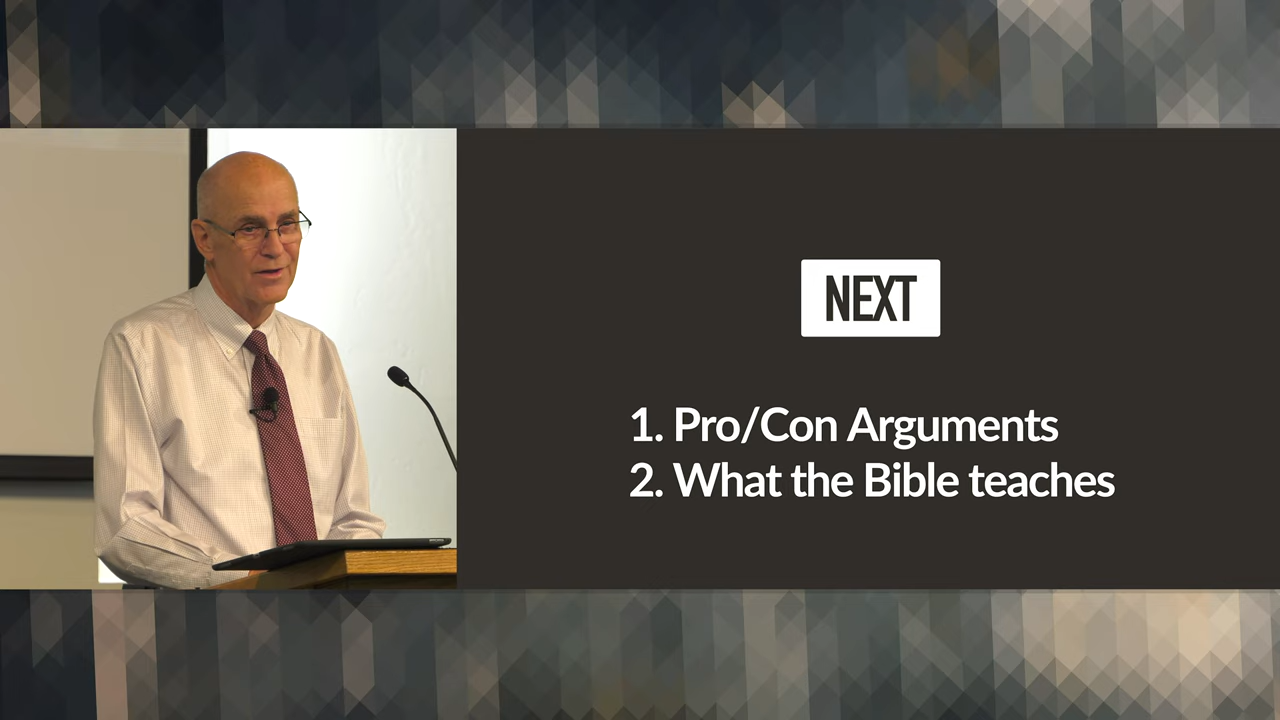 NEXT
1. Pro/Con Arguments
2. What the Bible teaches